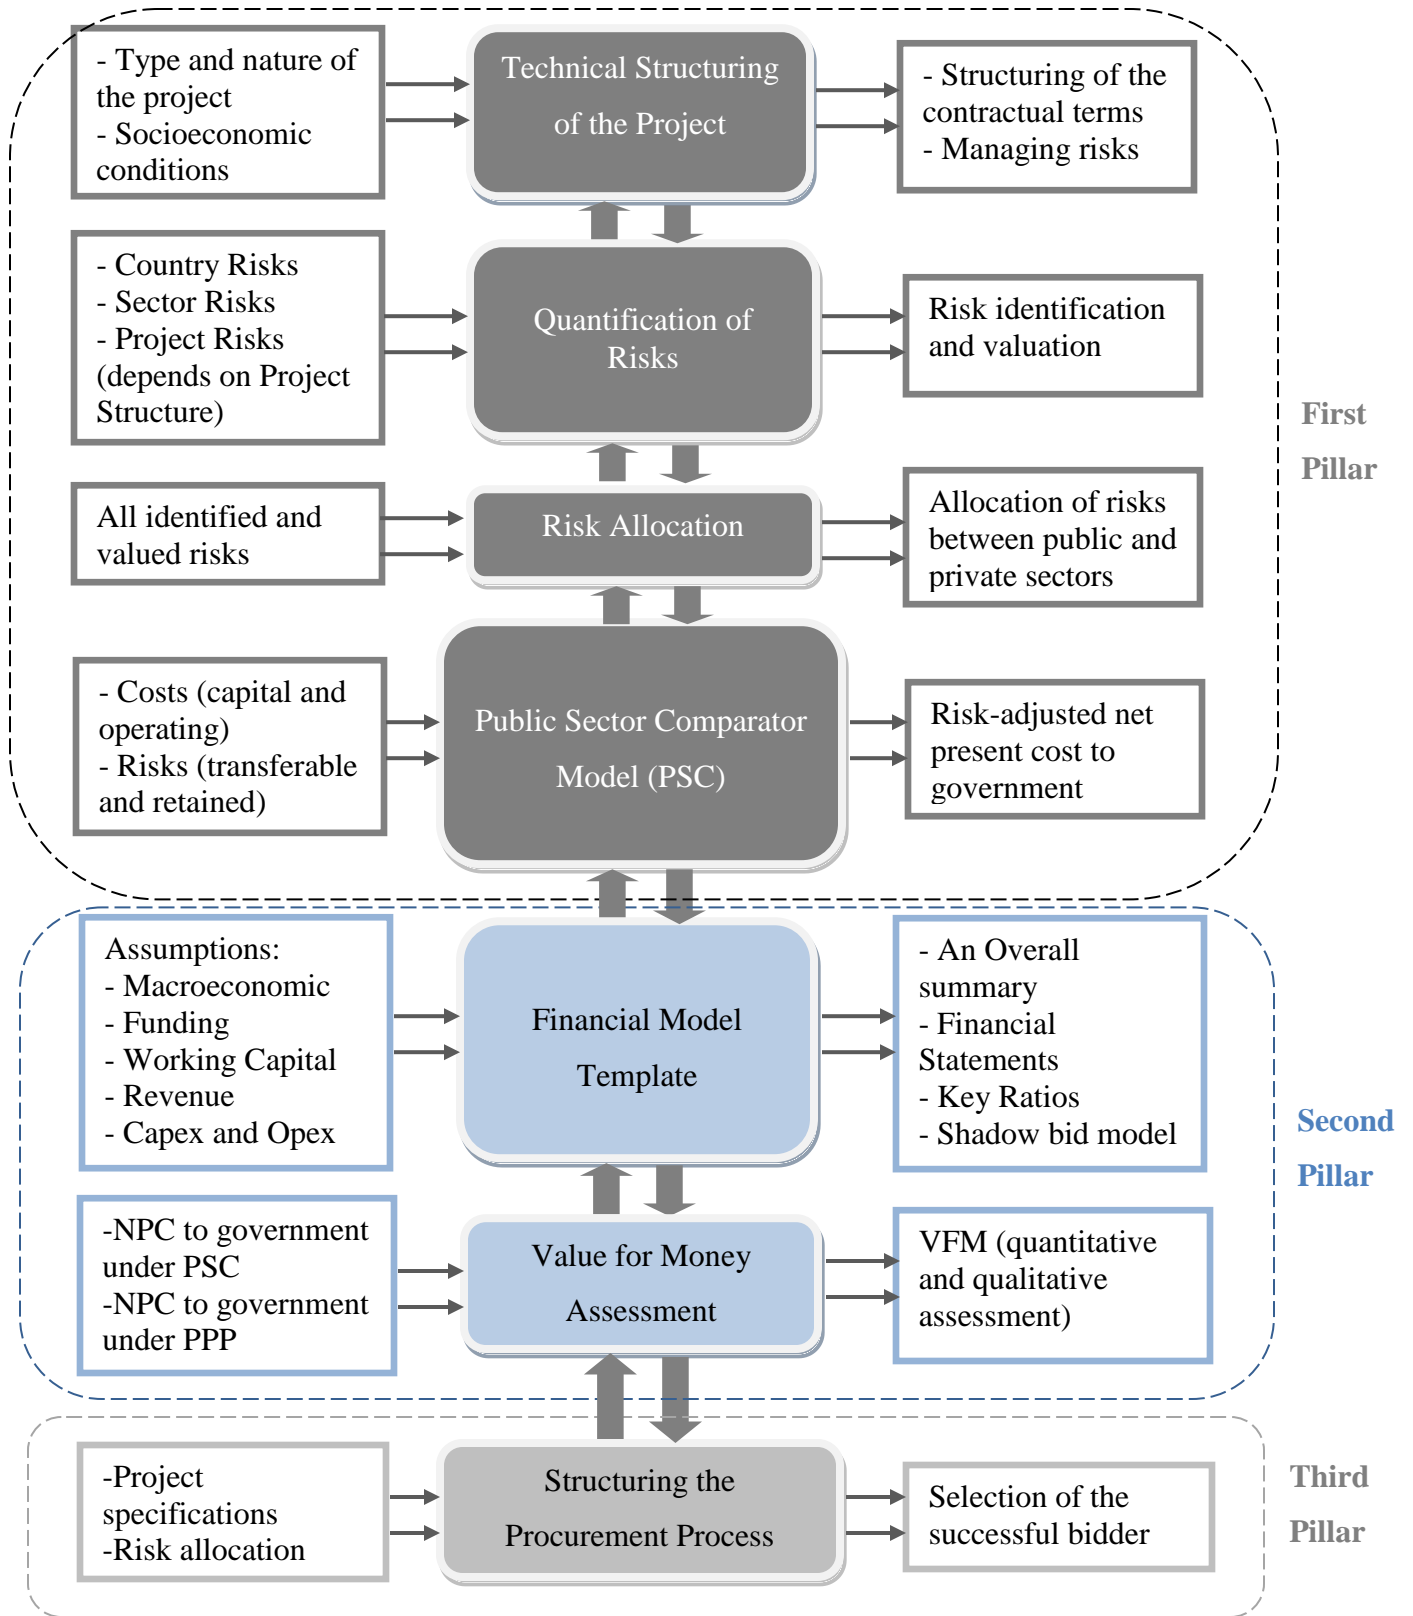 - Type and nature of
the project
- Socioeconomic
conditions
Technical Structuring
of the Project
- Structuring of the
contractual terms
- Managing risks
- Country Risks
- Sector Risks
- Project Risks
(depends on Project
Structure)
Quantification of
Risks
Risk identification
and valuation
First
Pillar
All identified and
valued risks
Risk Allocation
Allocation of risks
between public and
private sectors
- Costs (capital and
operating)
- Risks (transferable
and retained)
Public Sector Comparator
Model (PSC)
Risk-adjusted net
present cost to
government
Assumptions:
- Macroeconomic
- Funding
- Working Capital
- Revenue
- Capex and Opex
Financial Model
Template
- An Overall
summary
- Financial
Statements
- Key Ratios
- Shadow bid model
Second
Pillar
-NPC to government
under PSC
-NPC to government
under PPP
Value for Money
Assessment
VFM (quantitative
and qualitative
assessment)
-Project
specifications
-Risk allocation
Structuring the
Procurement Process
Selection of the
successful bidder
Third
Pillar